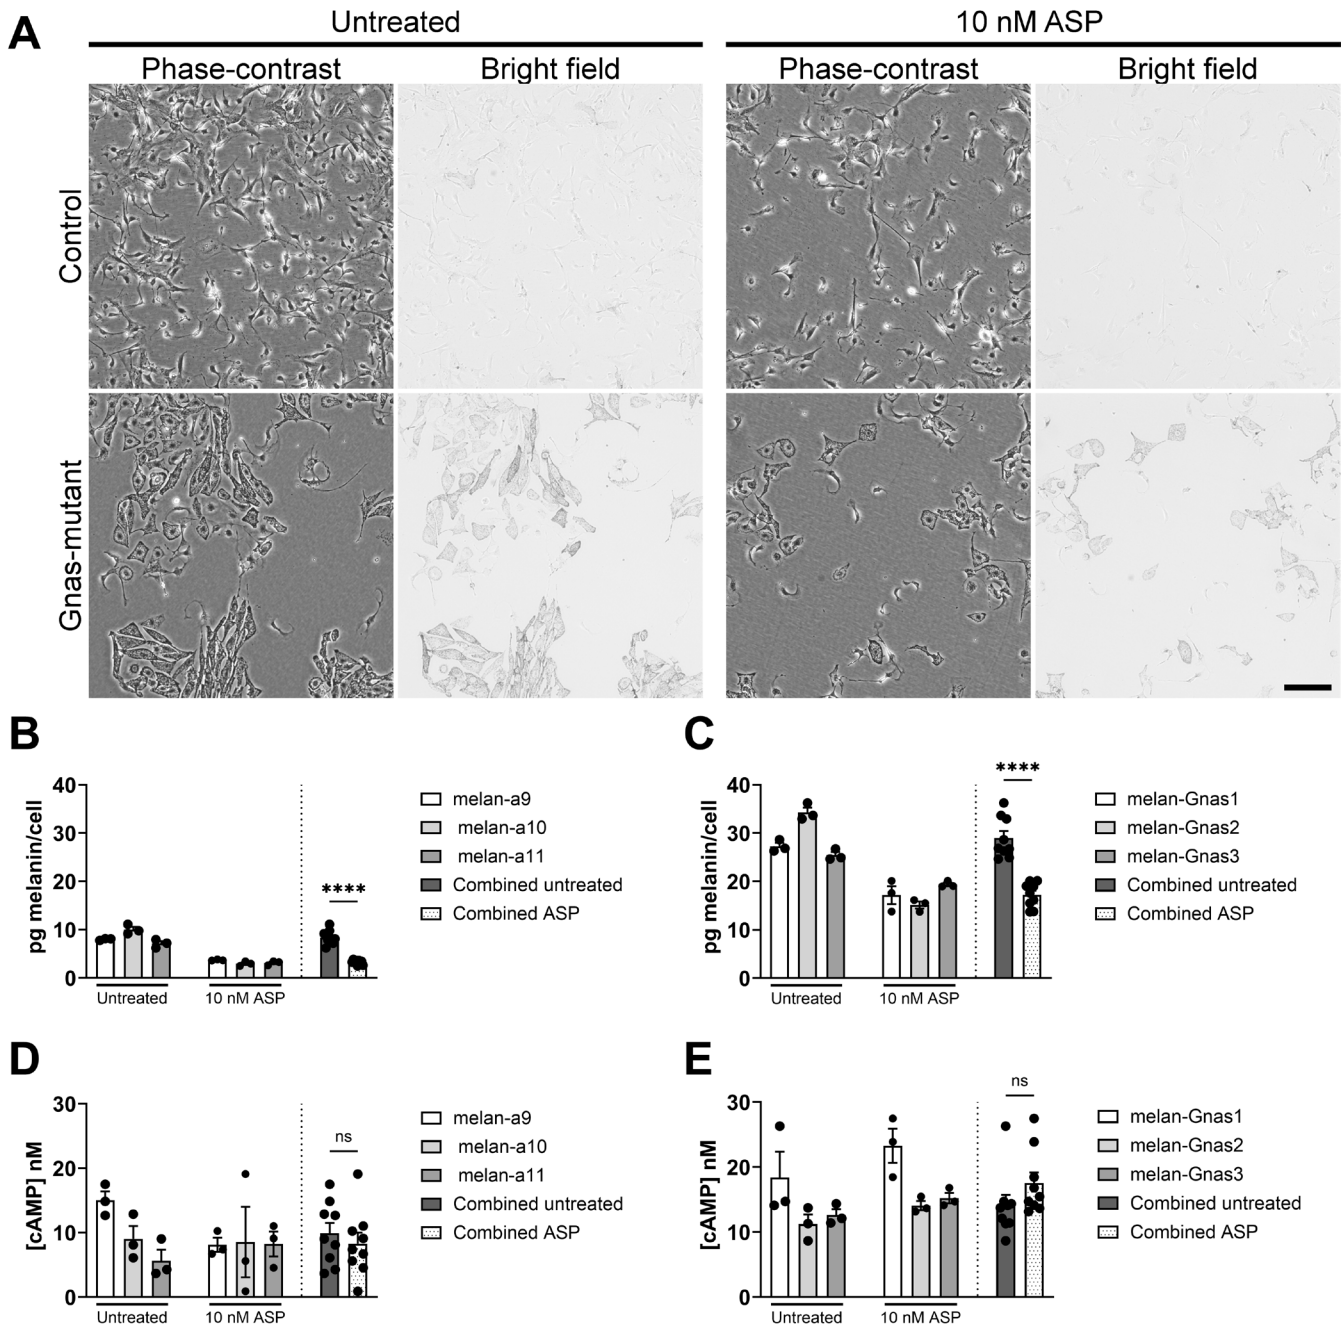 A
Untreated
10 nM ASP
Phase-contrast
Bright field
Phase-contrast
Bright field
Control
Gnas-mutant
B
pg melanin/cell
40
30
20
10
0
****
Untreated
10 nM ASP
melan-a9
melan-a10
melan-a11
Combined untreated
Combined ASP
C
pg melanin/cell
40
30
20
10
0
****
Untreated
10 nM ASP
melan-Gnas1
melan-Gnas2
melan-Gnas3
Combined untreated
Combined ASP
D
[cAMP] nM
30
20
10
0
ns
Untreated
10 nM ASP
melan-a9
melan-a10
melan-a11
Combined untreated
Combined ASP
E
[cAMP] nM
30
20
10
0
ns
Untreated
10 nM ASP
melan-Gnas1
melan-Gnas2
melan-Gnas3
Combined untreated
Combined ASP